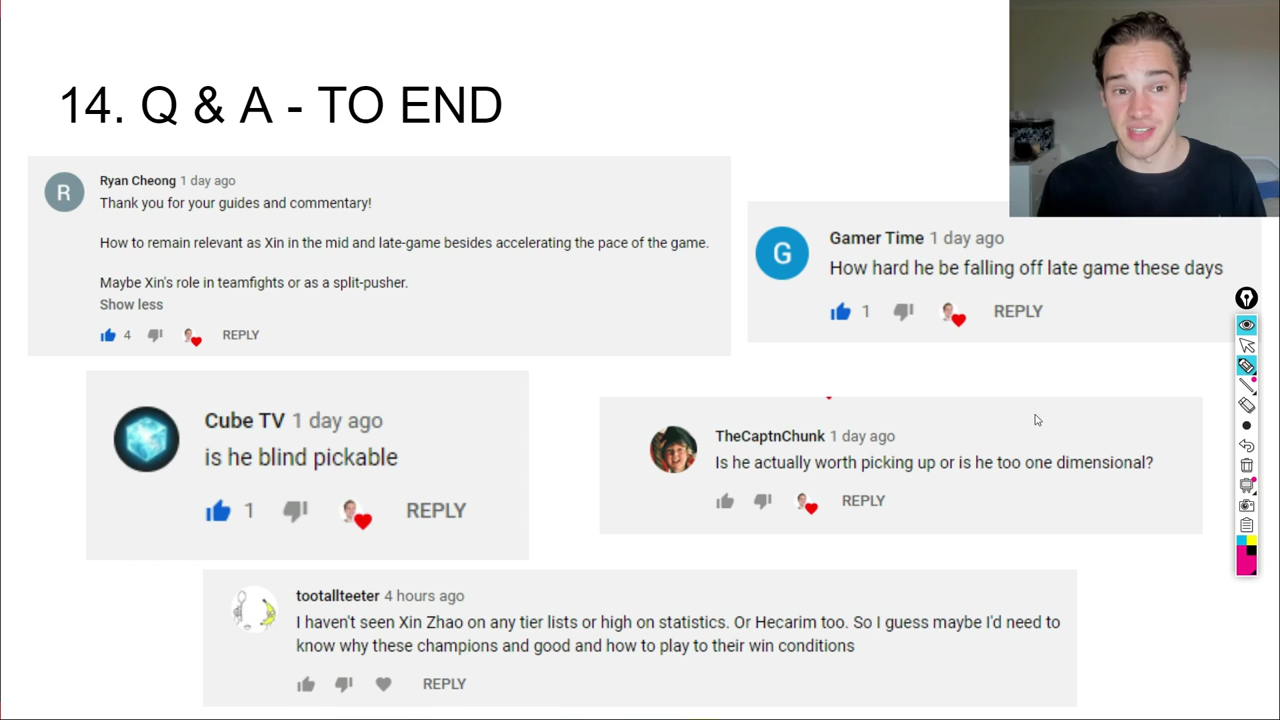 14. Q & A - TO END
R
Ryan Cheong 1 day ago
Thank you for your guides and commentary!
How to remain relevant as Xin in the mid and late-game besides accelerating the pace of the game.
Maybe Xin's role in teamfights or as a split-pusher.
Show less
4 REPLY
G
Gamer Time 1 day ago
How hard he be falling off late game these days
1 REPLY
Cube TV 1 day ago
is he blind pickable
1 REPLY
TheCaptnChunk 1 day ago
Is he actually worth picking up or is he too one dimensional?
REPLY
tootallteeter 4 hours ago
I haven't seen Xin Zhao on any tier lists or high on statistics. Or Hecarim too. So I guess maybe I'd need to
know why these champions and good and how to play to their win conditions
REPLY